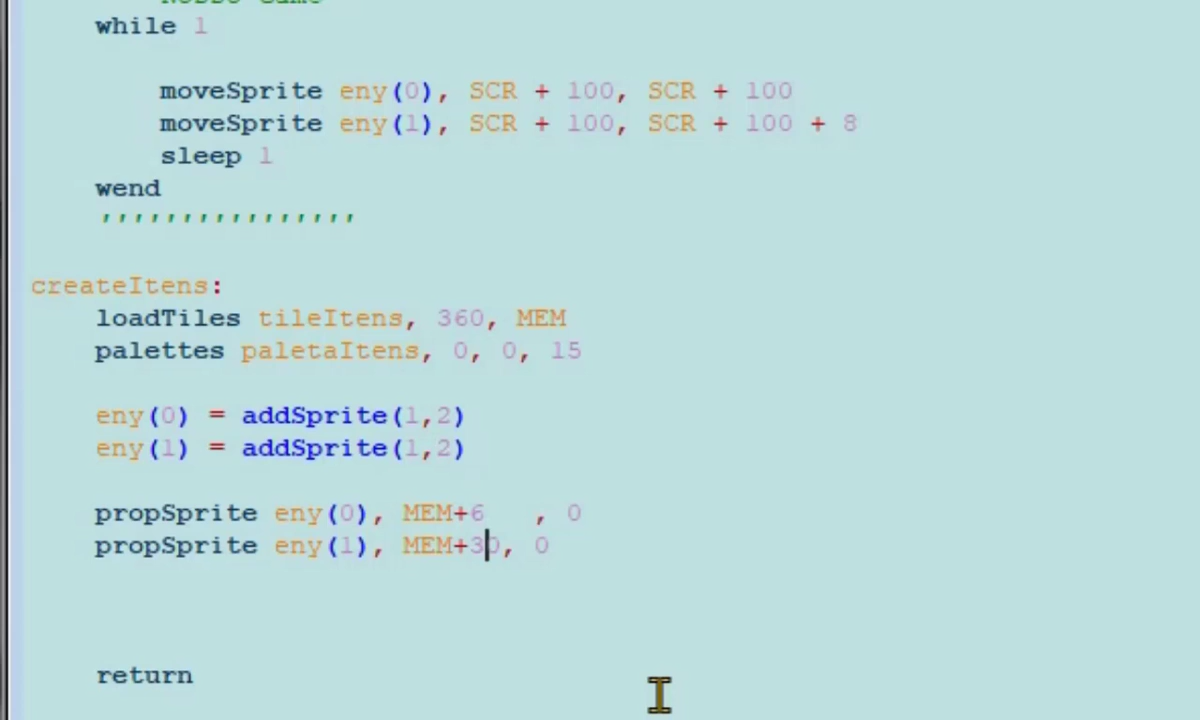 while 1
moveSprite eny(0), SCR + 100, SCR + 100
moveSprite eny(1), SCR + 100, SCR + 100 + 8
sleep 1
wend
''''''''''''''''
createItens:
loadTiles tileItens, 360, MEM
palettes paletaItens, 0, 0, 15
eny(0) = addSprite(1,2)
eny(1) = addSprite(1,2)
propSprite eny(0), MEM+6   , 0
propSprite eny(1), MEM+30, 0
return